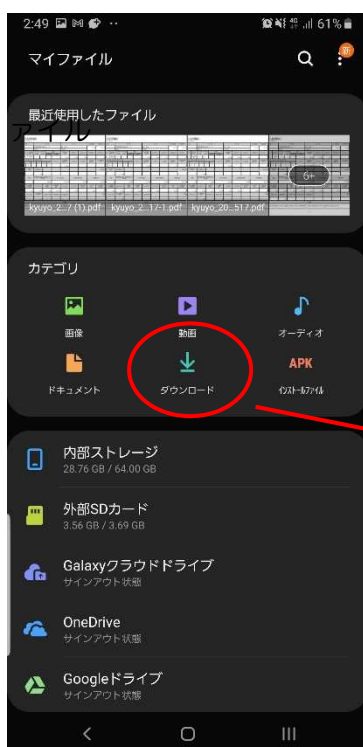 2:49
4G
61%
マイファイル
最近使用したファイル
ァイル
6+
kyuyo_2...7 (1).pdf kyuyo_2...17-1.pdf kyuyo_20...517.pdf
カテゴリ
画像 動画 オーディオ
APK
ドキュメント ダウンロード インストールファイル
内部ストレージ
28.76 GB / 64.00 GB
外部SDカード
3.56 GB / 3.69 GB
Galaxyクラウドドライブ
サインアウト状態
OneDrive
サインアウト状態
Googleドライブ
サインアウト状態